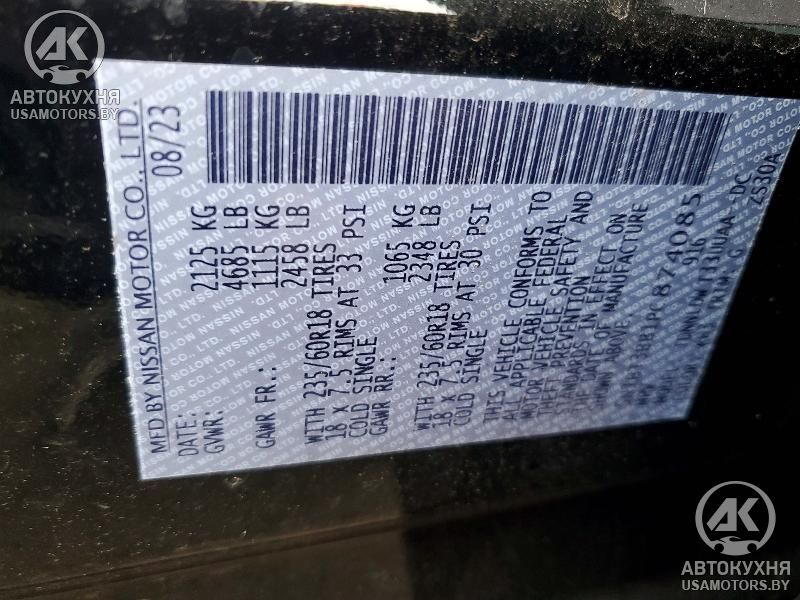 АВТОКУХНЯ
USAMOTORS.BY
MFD BY NISSAN MOTOR CO., LTD.
DATE: 08/23
GVWR: 2125 KG
4685 LB
GAWR FR.: 1115 KG
2458 LB
WITH 235/60R18 TIRES
18 X 7.5 RIMS AT 33 PSI
COLD SINGLE
GAWR RR.: 1065 KG
2348 LB
WITH 235/60R18 TIRES
18 X 7.5 RIMS AT 30 PSI
COLD SINGLE
THIS VEHICLE CONFORMS TO
ALL APPLICABLE FEDERAL
MOTOR VEHICLE SAFETY AND
THEFT PREVENTION
STANDARDS IN EFFECT ON
THE DATE OF MANUFACTURE
SHOWN ABOVE.
874085
916
-DC
TRIM: G ZS30A
АВТОКУХНЯ
USAMOTORS.BY